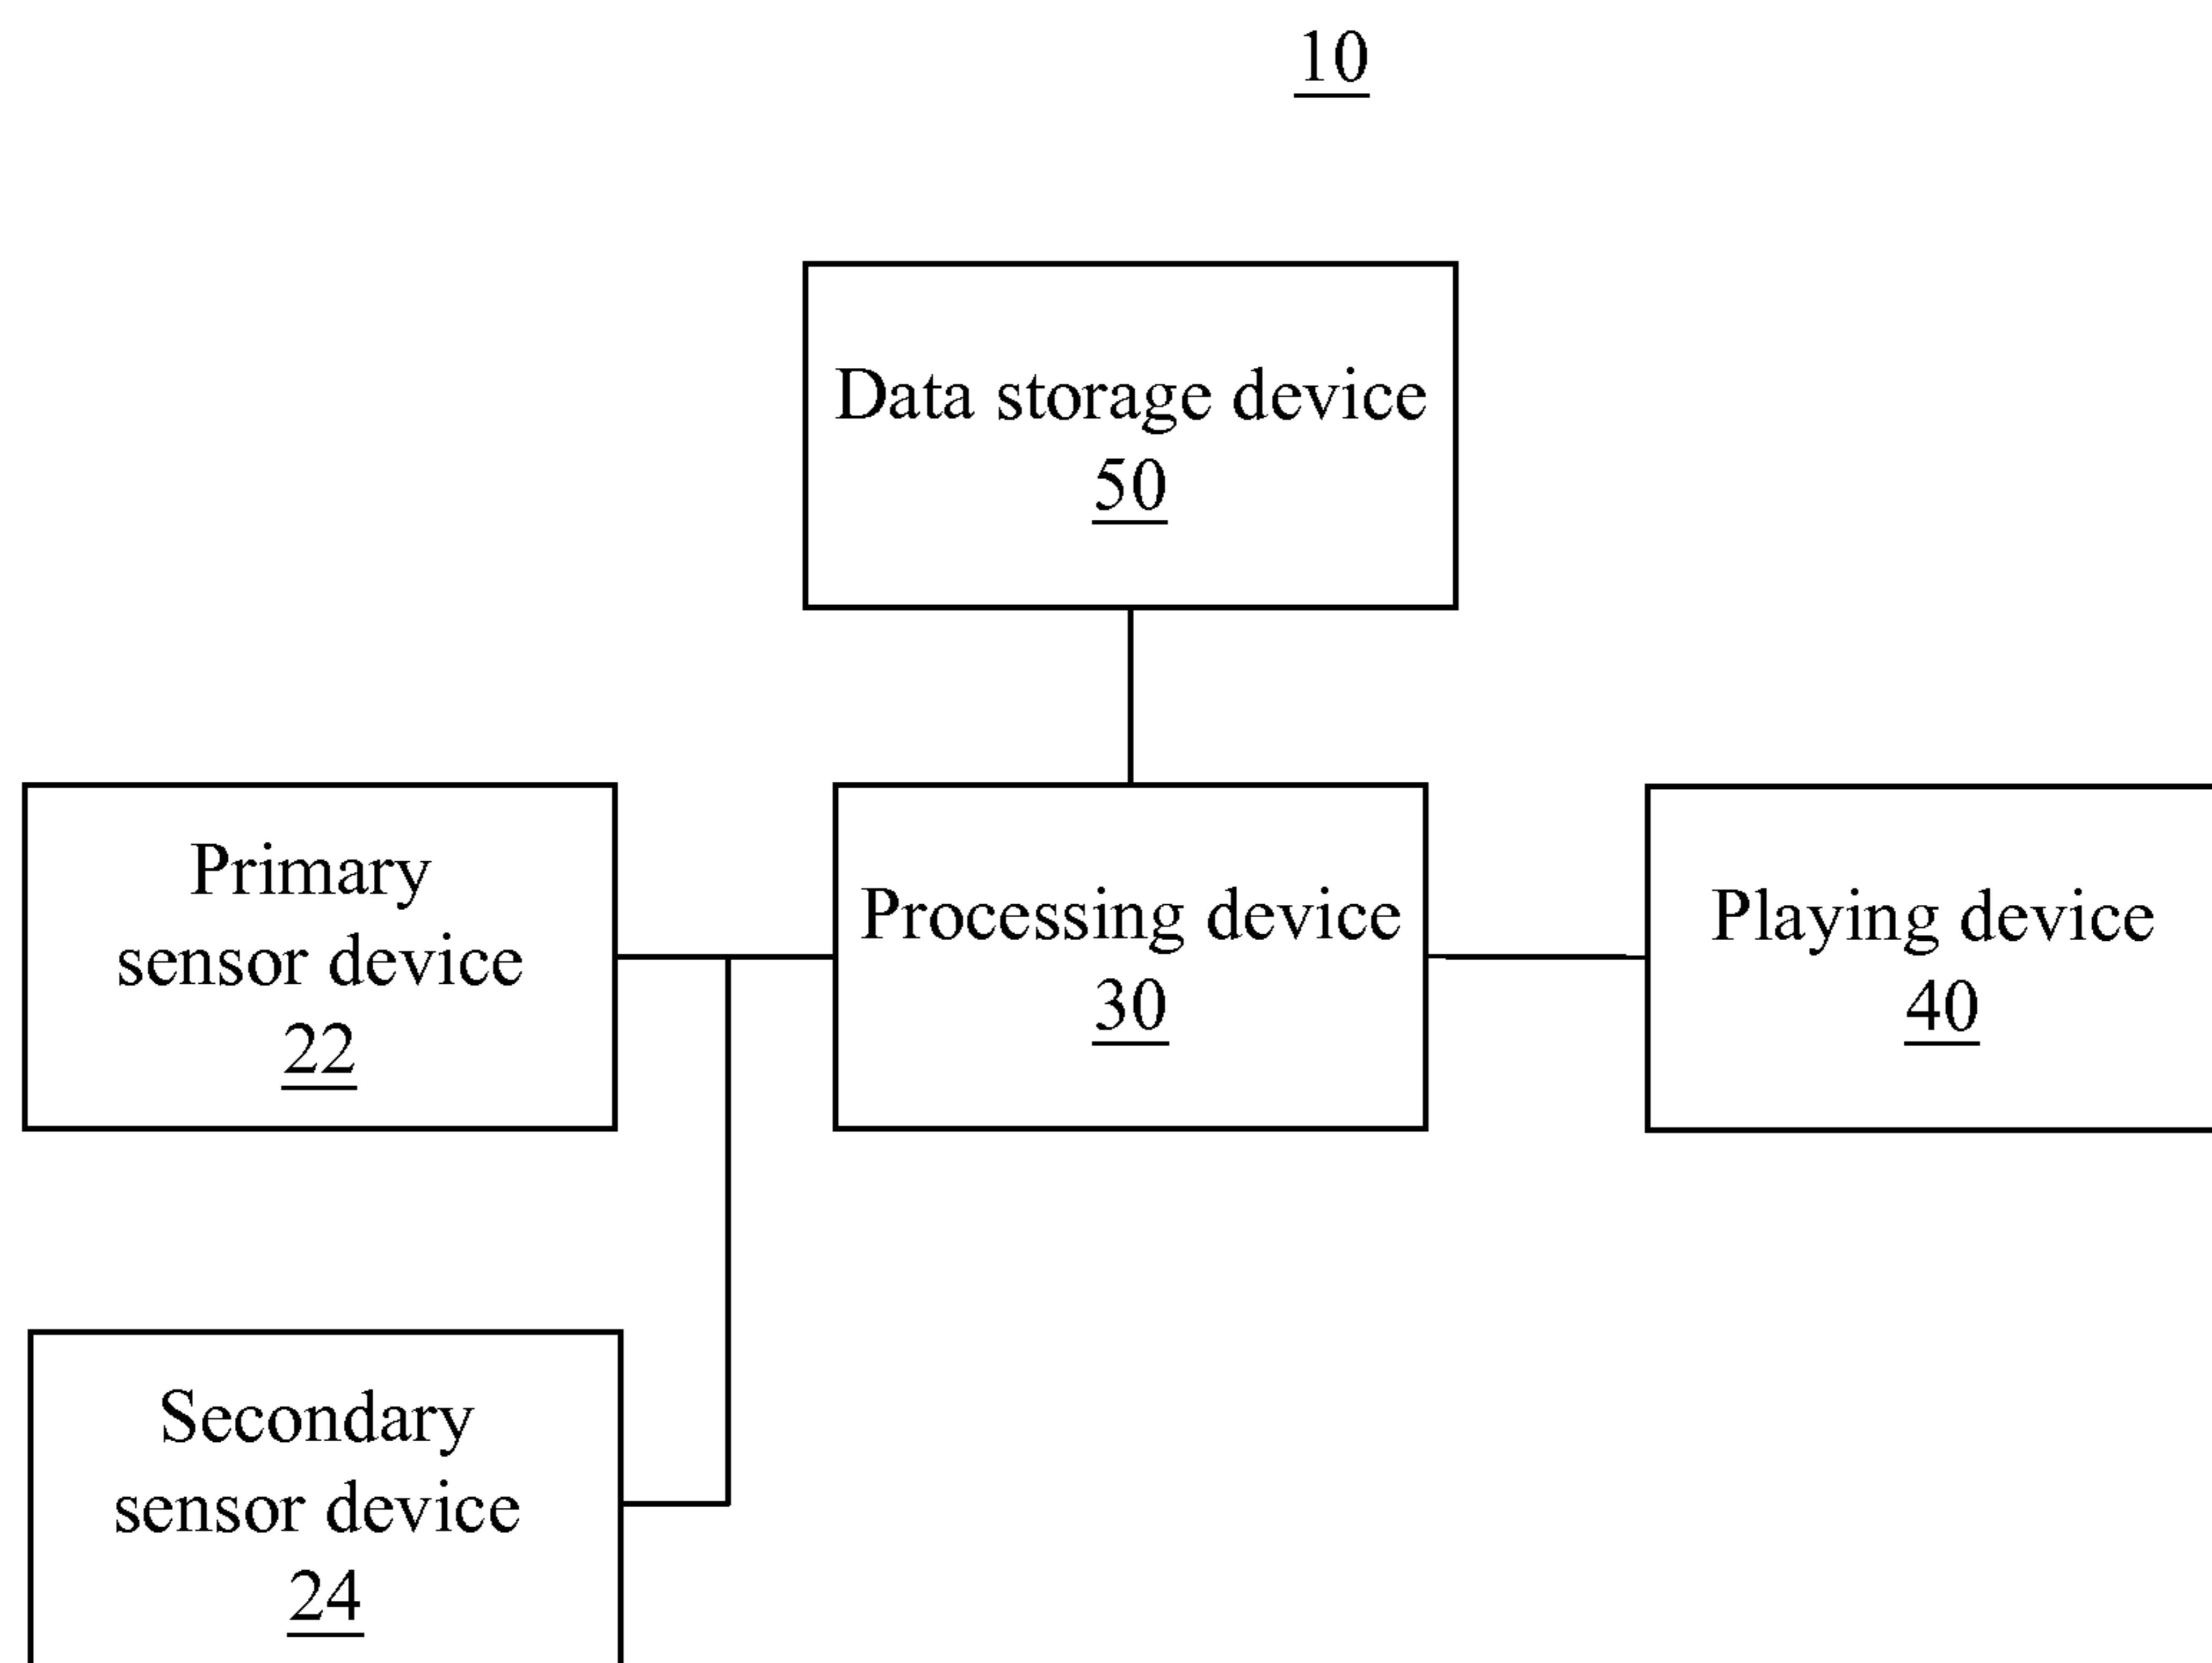 10
Data storage device
50
Primary
sensor device
22
Processing device
30
Playing device
40
Secondary
sensor device
24